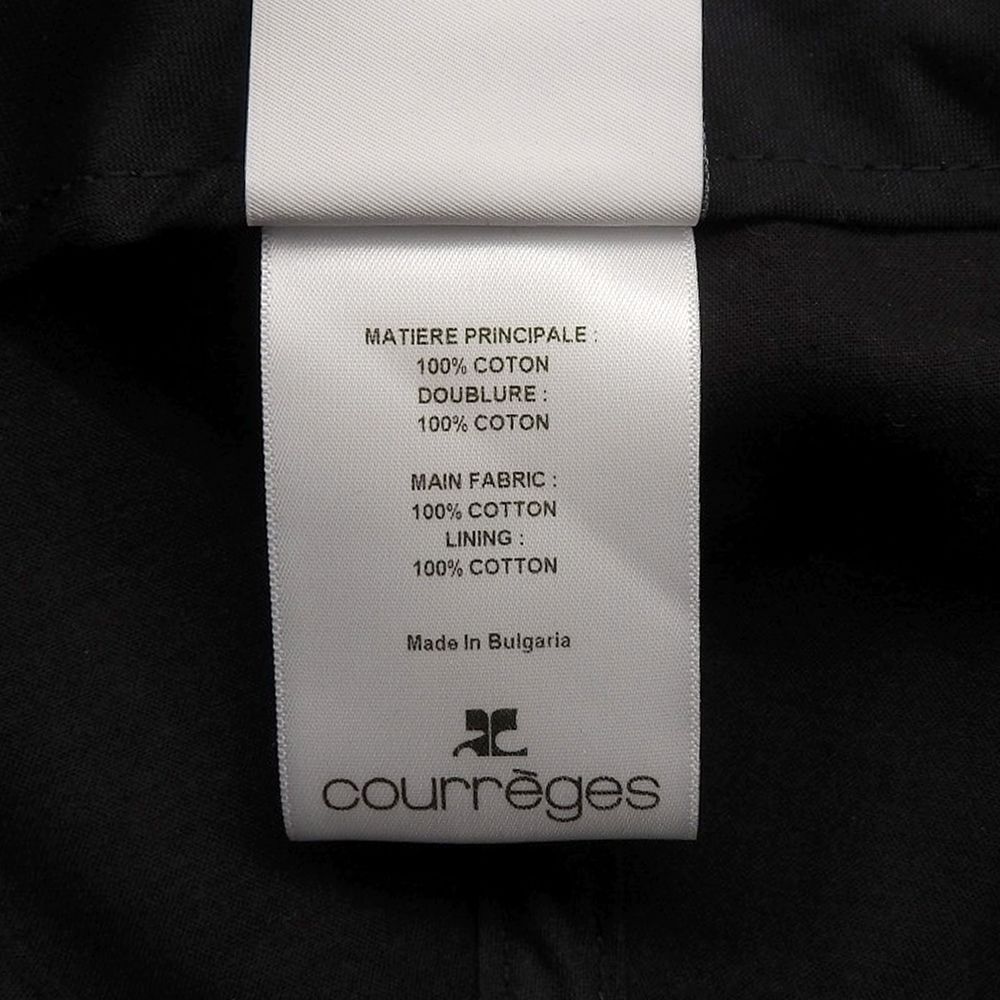 MATIERE PRINCIPALE :
100% COTON
DOUBLURE :
100% COTON
MAIN FABRIC :
100% COTTON
LINING :
100% COTTON
Made In Bulgaria
courrèges